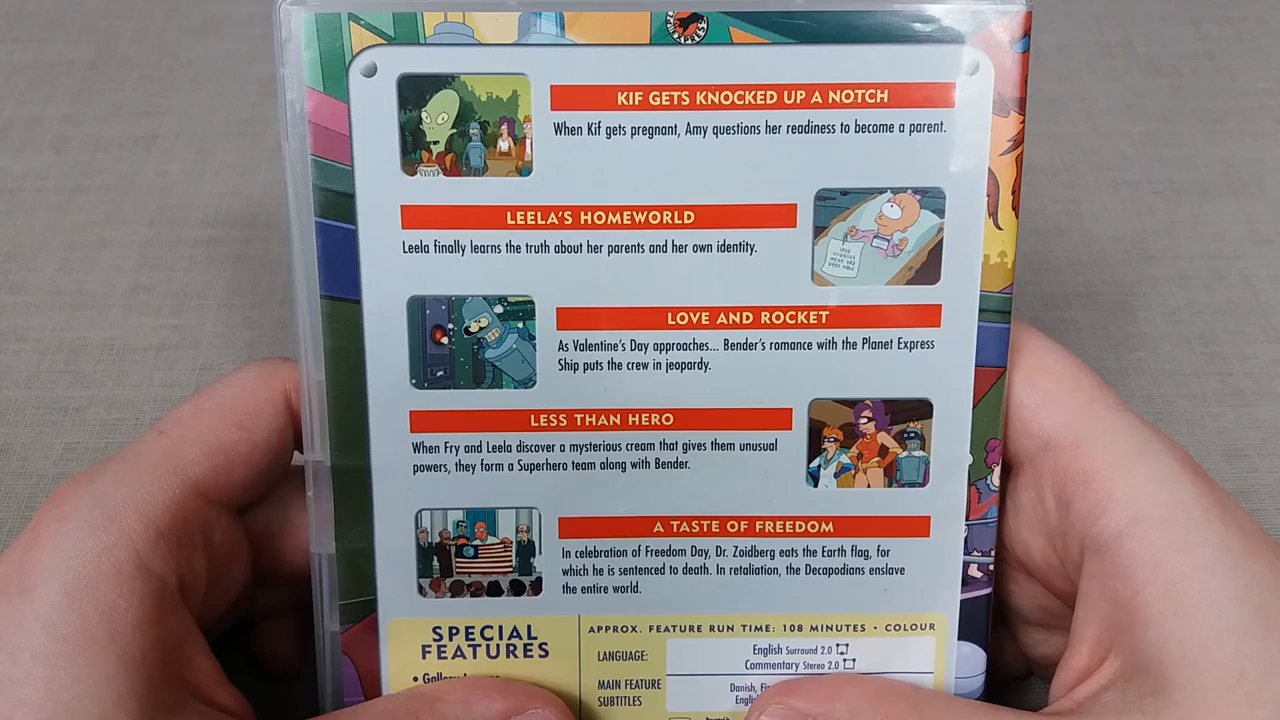 EXPRESS
KIF GETS KNOCKED UP A NOTCH
When Kif gets pregnant, Amy questions her readiness to become a parent.
LEELA'S HOMEWORLD
Leela finally learns the truth about her parents and her own identity.
LOVE AND ROCKET
As Valentine's Day approaches... Bender's romance with the Planet Express
Ship puts the crew in jeopardy.
LESS THAN HERO
When Fry and Leela discover a mysterious cream that gives them unusual
powers, they form a Superhero team along with Bender.
A TASTE OF FREEDOM
In celebration of Freedom Day, Dr. Zoidberg eats the Earth flag, for
which he is sentenced to death. In retaliation, the Decapodians enslave
the entire world.
SPECIAL
FEATURES
• Gallery
APPROX. FEATURE RUN TIME: 108 MINUTES • COLOUR
LANGUAGE:
English Surround 2.0
Commentary Stereo 2.0
MAIN FEATURE
SUBTITLES
Danish,